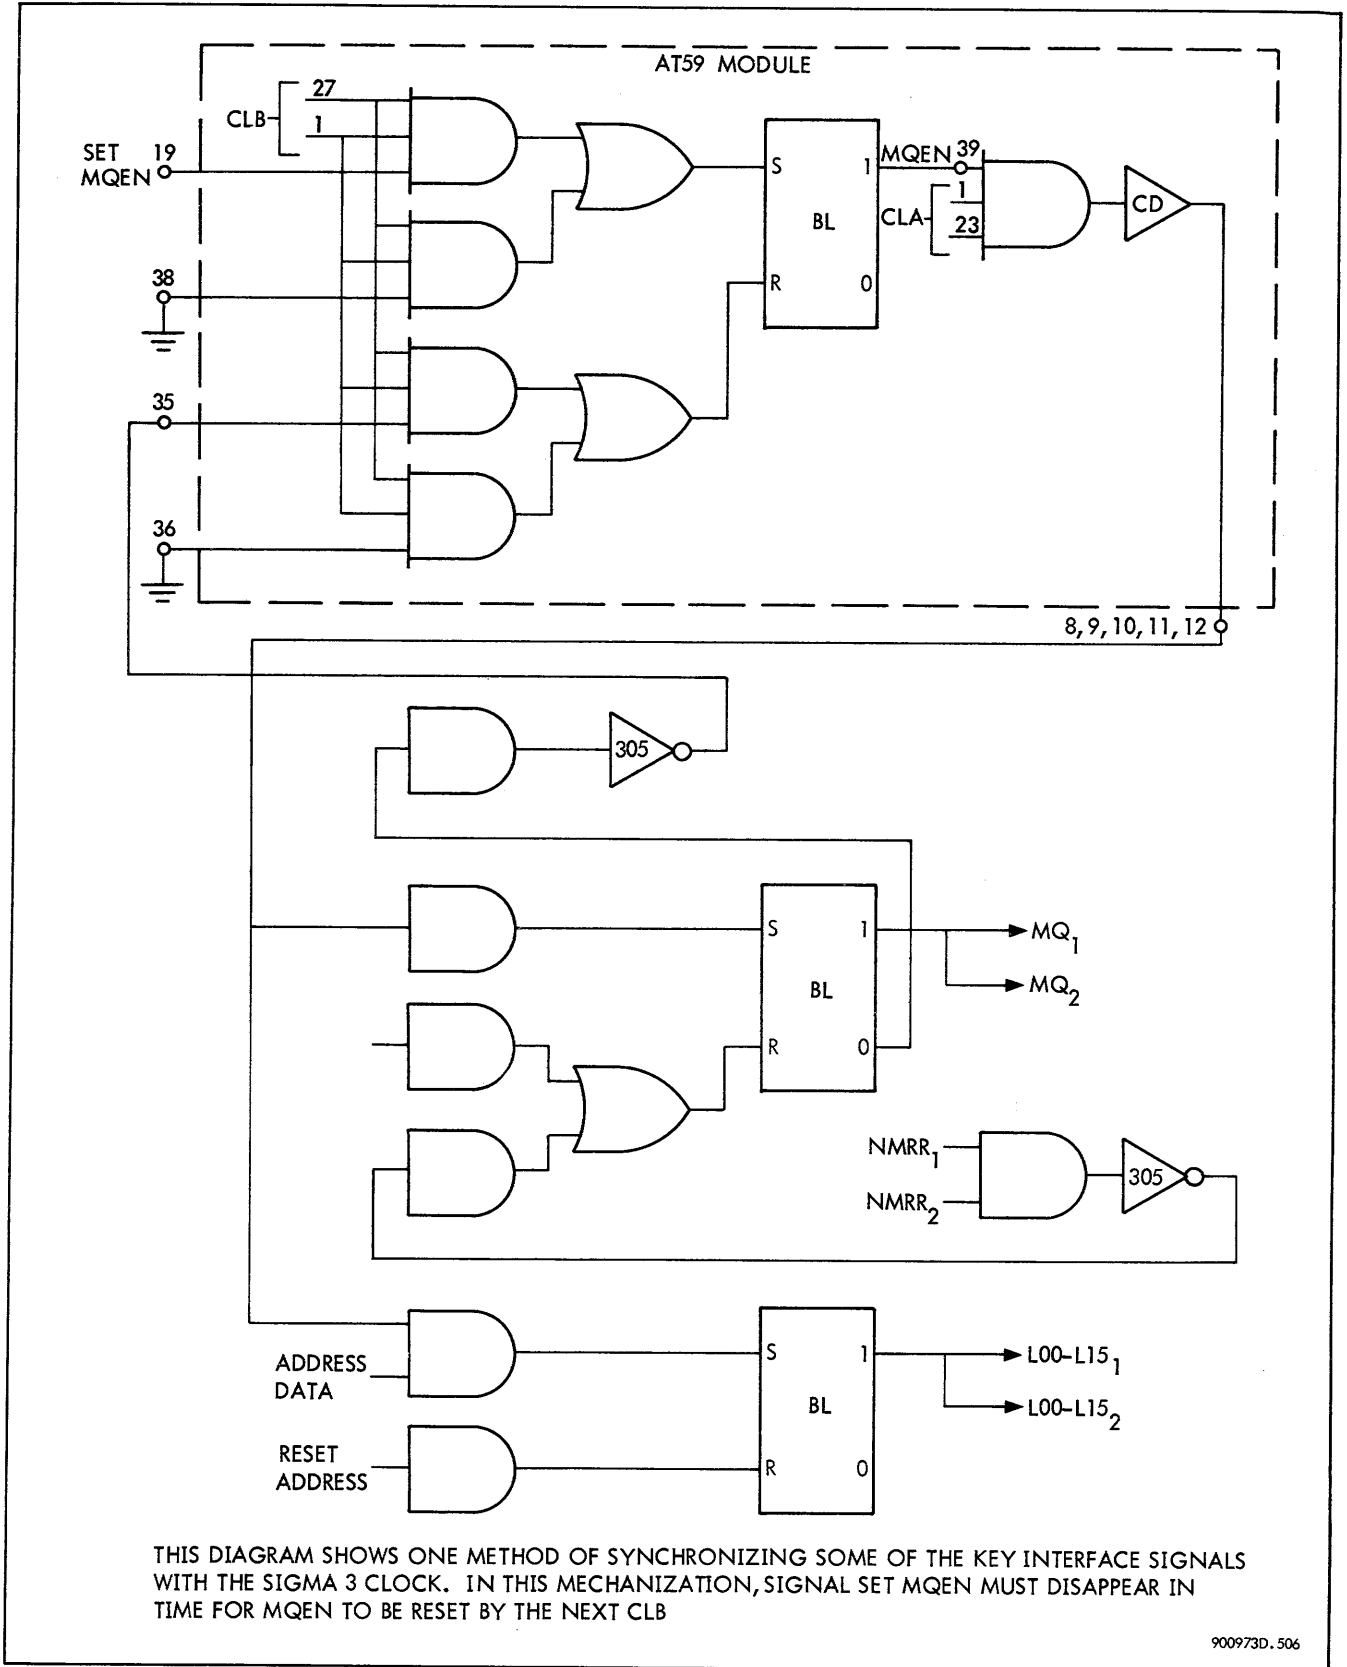 AT59 MODULE
CLB
27
1
SET
MQEN
19
38
35
36
S
R
1
0
BL
MQEN
39
CLA
1
23
CD
8, 9, 10, 11, 12
305
S
R
1
0
BL
MQ1
MQ2
NMRR1
NMRR2
305
ADDRESS
DATA
RESET
ADDRESS
S
R
1
0
BL
L00-L151
L00-L152
THIS DIAGRAM SHOWS ONE METHOD OF SYNCHRONIZING SOME OF THE KEY INTERFACE SIGNALS
WITH THE SIGMA 3 CLOCK. IN THIS MECHANIZATION, SIGNAL SET MQEN MUST DISAPPEAR IN
TIME FOR MQEN TO BE RESET BY THE NEXT CLB
900973D.506